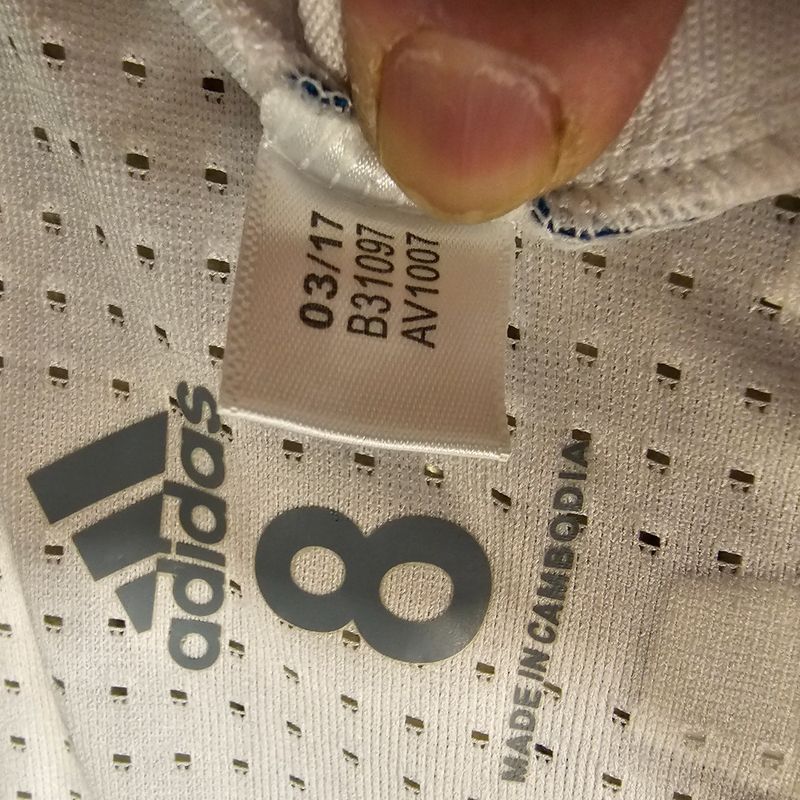 03/17
B31097
AV1007
adidas
8
MADE IN CAMBODIA